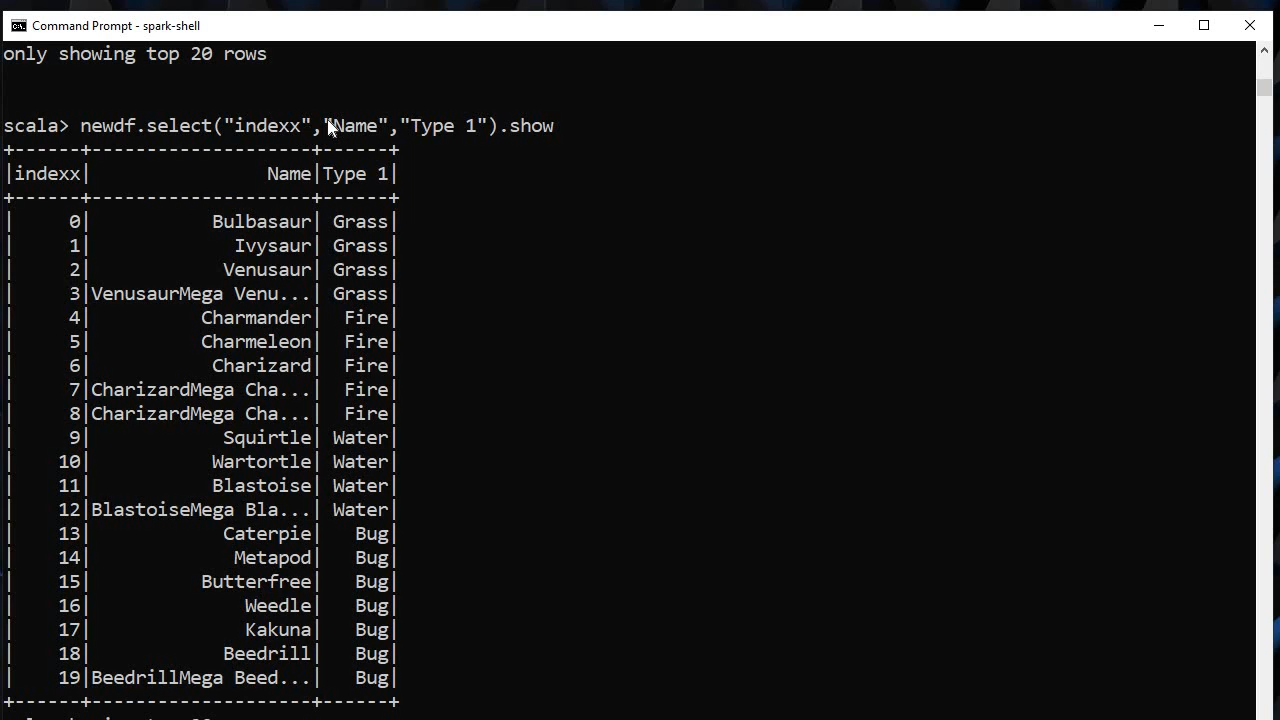 Command Prompt - spark-shell
only showing top 20 rows
scala> newdf.select("indexx","Name","Type 1").show
+------+--------------------+------+
|indexx|                Name|Type 1|
+------+--------------------+------+
|     0|           Bulbasaur| Grass|
|     1|             Ivysaur| Grass|
|     2|            Venusaur| Grass|
|     3|VenusaurMega Venu...| Grass|
|     4|          Charmander|  Fire|
|     5|          Charmeleon|  Fire|
|     6|           Charizard|  Fire|
|     7|CharizardMega Cha...|  Fire|
|     8|CharizardMega Cha...|  Fire|
|     9|            Squirtle| Water|
|    10|           Wartortle| Water|
|    11|           Blastoise| Water|
|    12|BlastoiseMega Bla...| Water|
|    13|            Caterpie|   Bug|
|    14|             Metapod|   Bug|
|    15|          Butterfree|   Bug|
|    16|              Weedle|   Bug|
|    17|              Kakuna|   Bug|
|    18|            Beedrill|   Bug|
|    19|BeedrillMega Beed...|   Bug|
+------+--------------------+------+